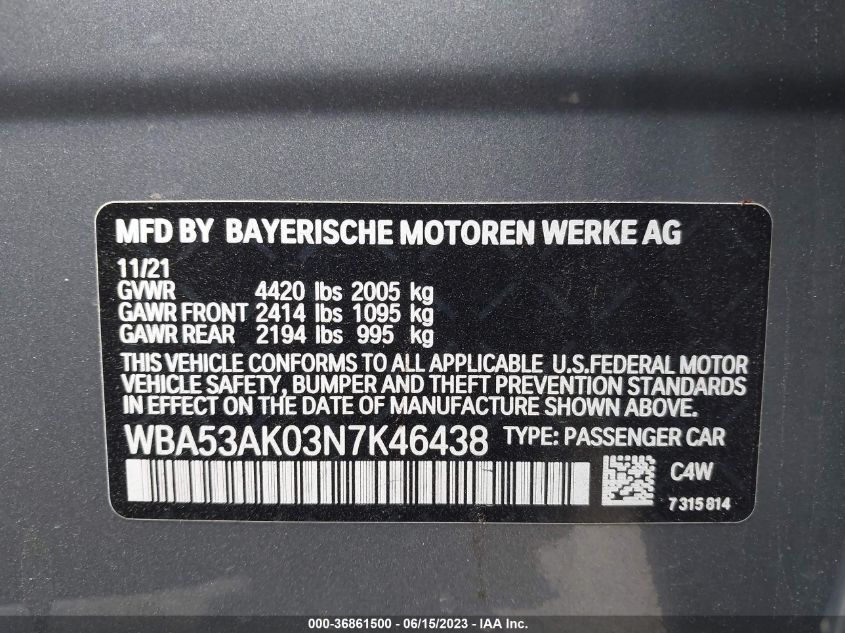 MFD BY BAYERISCHE MOTOREN WERKE AG
11/21
GVWR 4420 lbs 2005 kg
GAWR FRONT 2414 lbs 1095 kg
GAWR REAR 2194 lbs 995 kg
THIS VEHICLE CONFORMS TO ALL APPLICABLE U.S.FEDERAL MOTOR
VEHICLE SAFETY, BUMPER AND THEFT PREVENTION STANDARDS
IN EFFECT ON THE DATE OF MANUFACTURE SHOWN ABOVE.
WBA53AK03N7K46438 TYPE: PASSENGER CAR
C4W
7315814
000-36861500 - 06/15/2023 - IAA Inc.